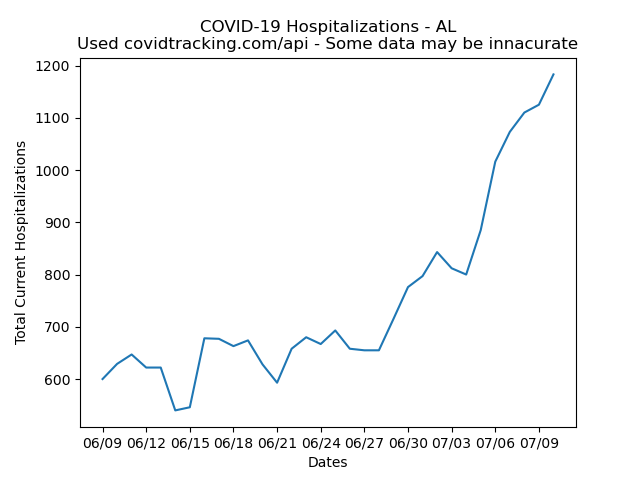 COVID-19 Hospitalizations - AL
Used covidtracking.com/api - Some data may be innacurate
1200
1100
1000
900
800
700
600
Total Current Hospitalizations
06/09 06/12 06/15 06/18 06/21 06/24 06/27 06/30 07/03 07/06 07/09
Dates